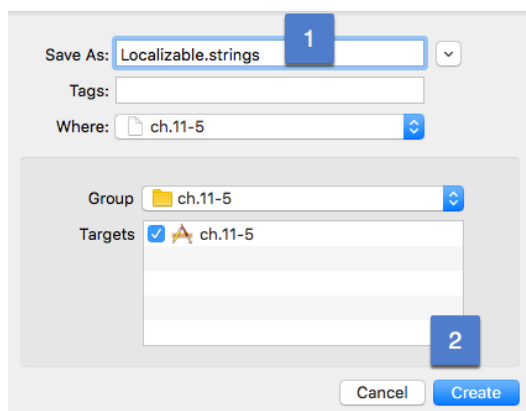 1
Save As: Localizable.strings
Tags:
Where: ch.11-5
Group ch.11-5
Targets ch.11-5
2
Cancel Create